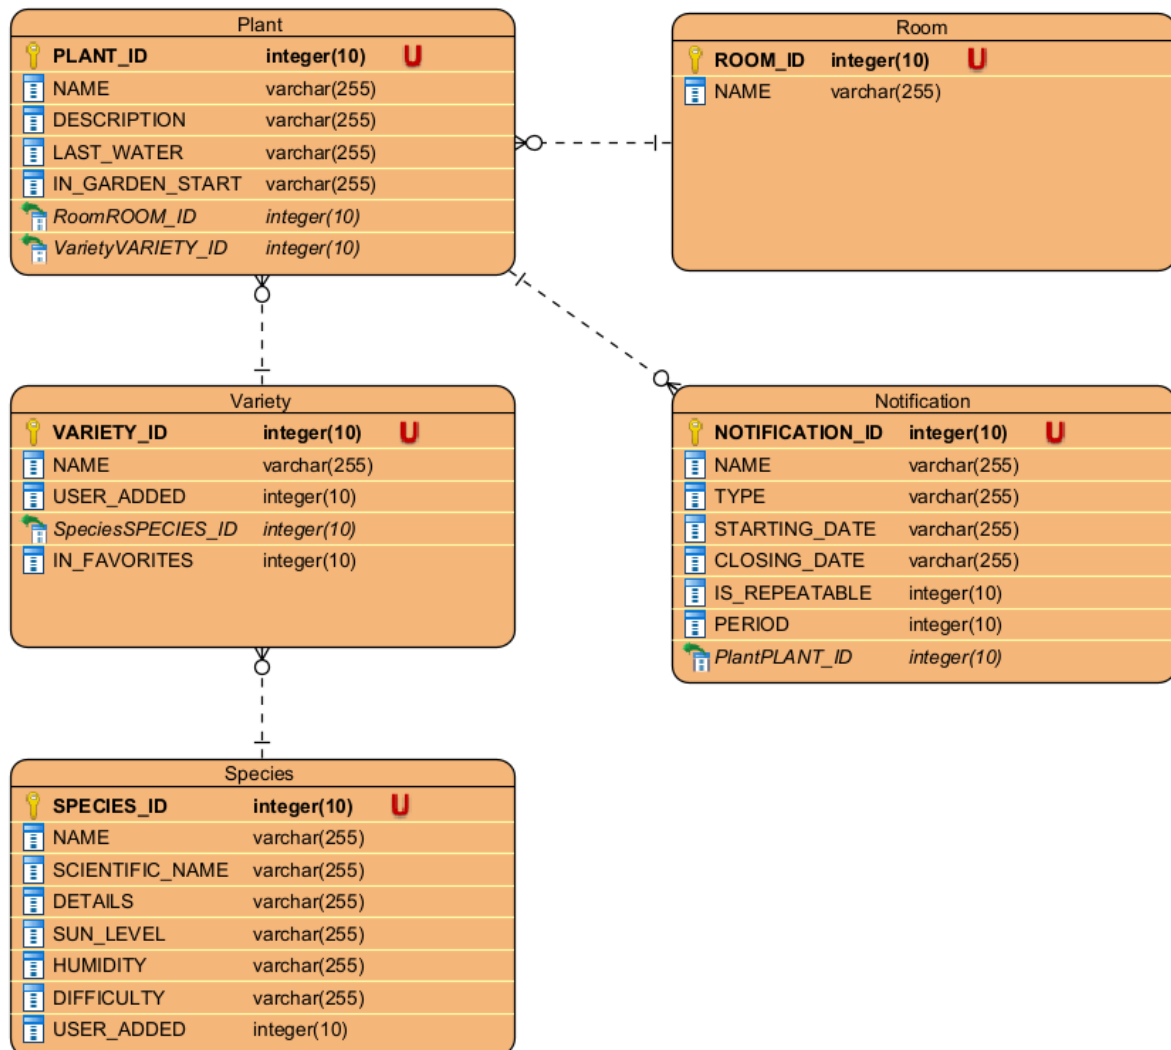 Plant
PLANT_ID integer(10) U
NAME varchar(255)
DESCRIPTION varchar(255)
LAST_WATER varchar(255)
IN_GARDEN_START varchar(255)
RoomROOM_ID integer(10)
VarietyVARIETY_ID integer(10)
Room
ROOM_ID integer(10) U
NAME varchar(255)
Variety
VARIETY_ID integer(10) U
NAME varchar(255)
USER_ADDED integer(10)
SpeciesSPECIES_ID integer(10)
IN_FAVORITES integer(10)
Notification
NOTIFICATION_ID integer(10) U
NAME varchar(255)
TYPE varchar(255)
STARTING_DATE varchar(255)
CLOSING_DATE varchar(255)
IS_REPEATABLE integer(10)
PERIOD integer(10)
PlantPLANT_ID integer(10)
Species
SPECIES_ID integer(10) U
NAME varchar(255)
SCIENTIFIC_NAME varchar(255)
DETAILS varchar(255)
SUN_LEVEL varchar(255)
HUMIDITY varchar(255)
DIFFICULTY varchar(255)
USER_ADDED integer(10)